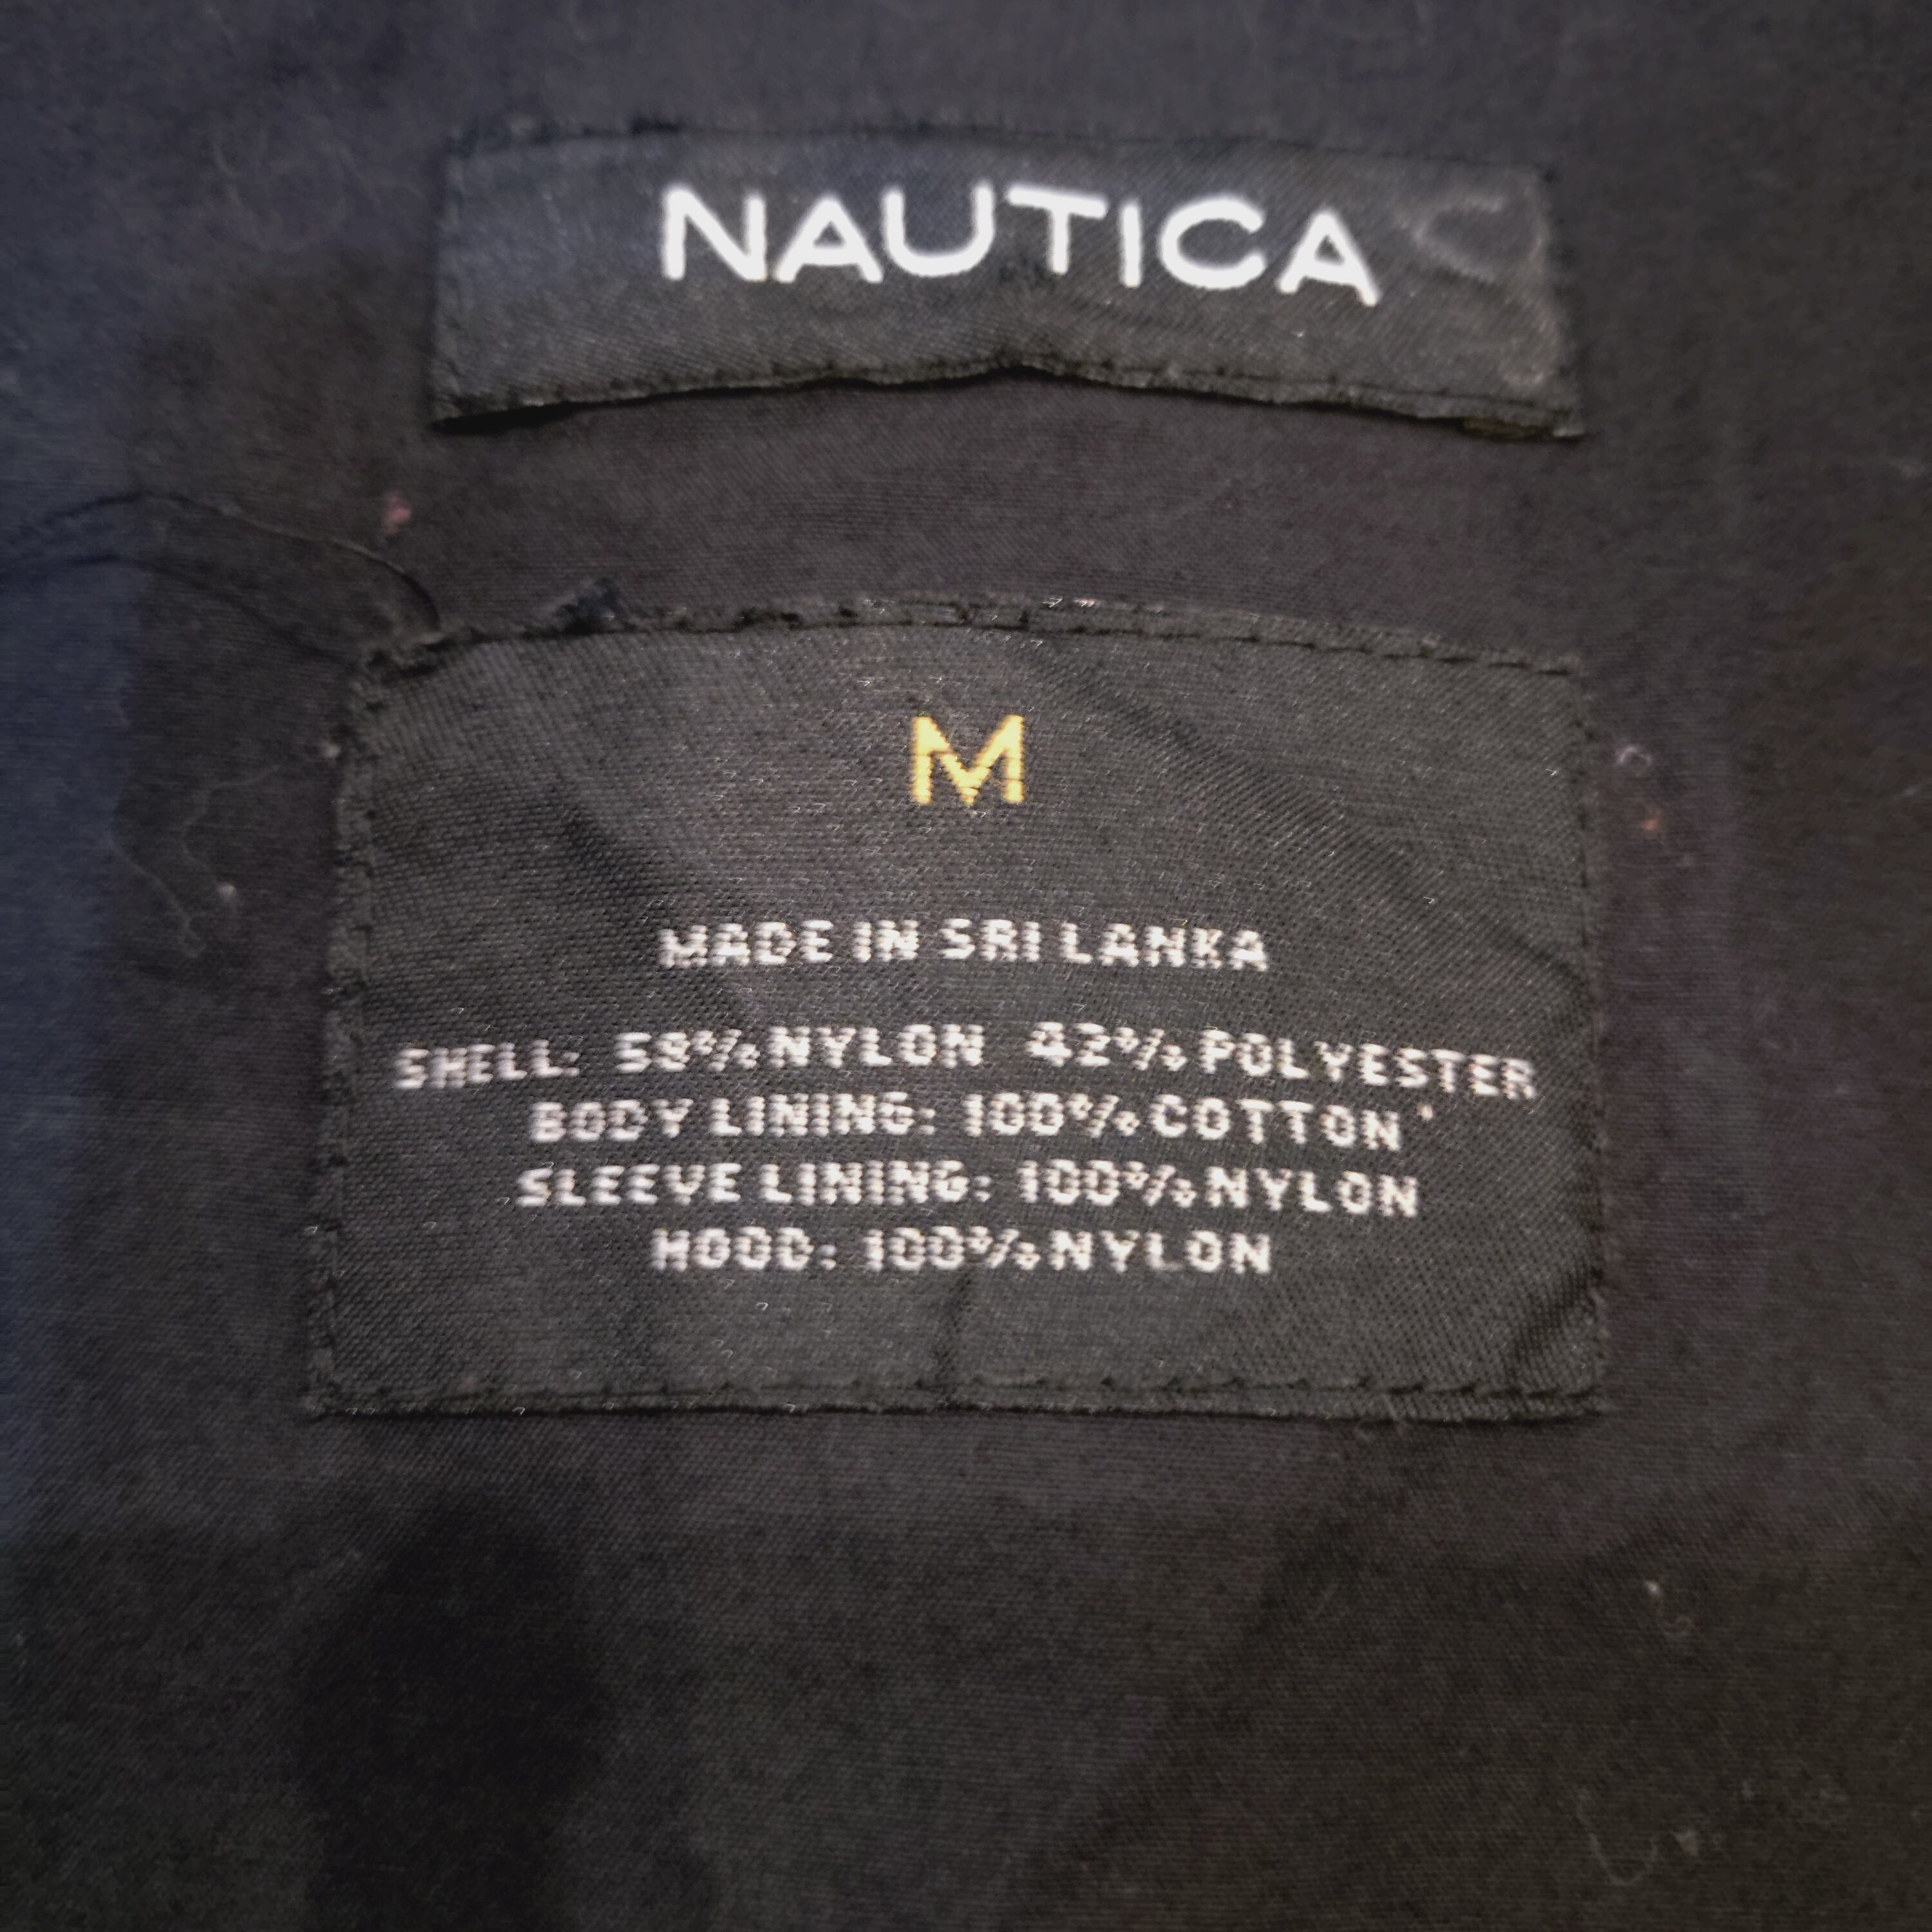 NAUTICA
M
MADE IN SRI LANKA
SHELL: 58% NYLON 42% POLYESTER
BODY LINING: 100% COTTON
SLEEVE LINING: 100% NYLON
HOOD: 100% NYLON